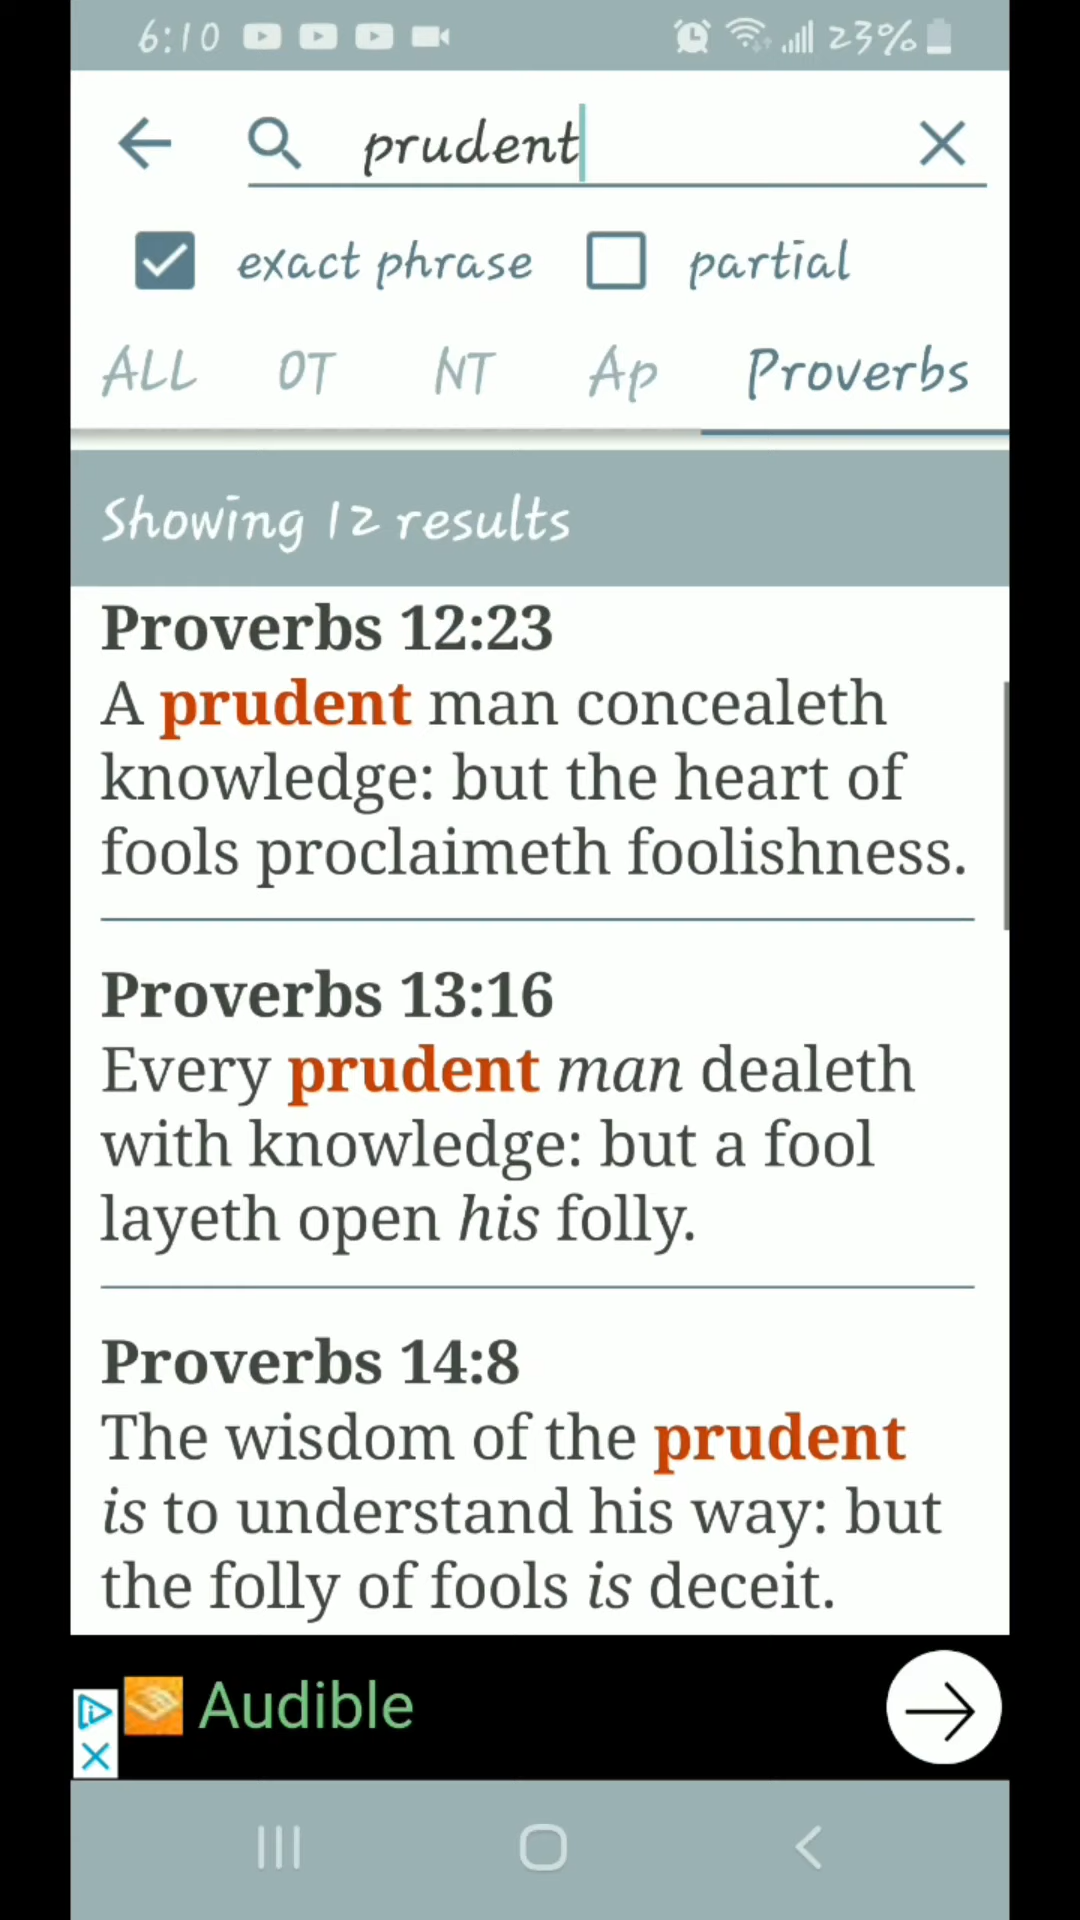 6:10 23%
prudent
exact phrase partial
ALL OT NT Ap Proverbs
Showing 12 results
Proverbs 12:23
A prudent man concealeth
knowledge: but the heart of
fools proclaimeth foolishness.
Proverbs 13:16
Every prudent man dealeth
with knowledge: but a fool
layeth open his folly.
Proverbs 14:8
The wisdom of the prudent
is to understand his way: but
the folly of fools is deceit.
Audible